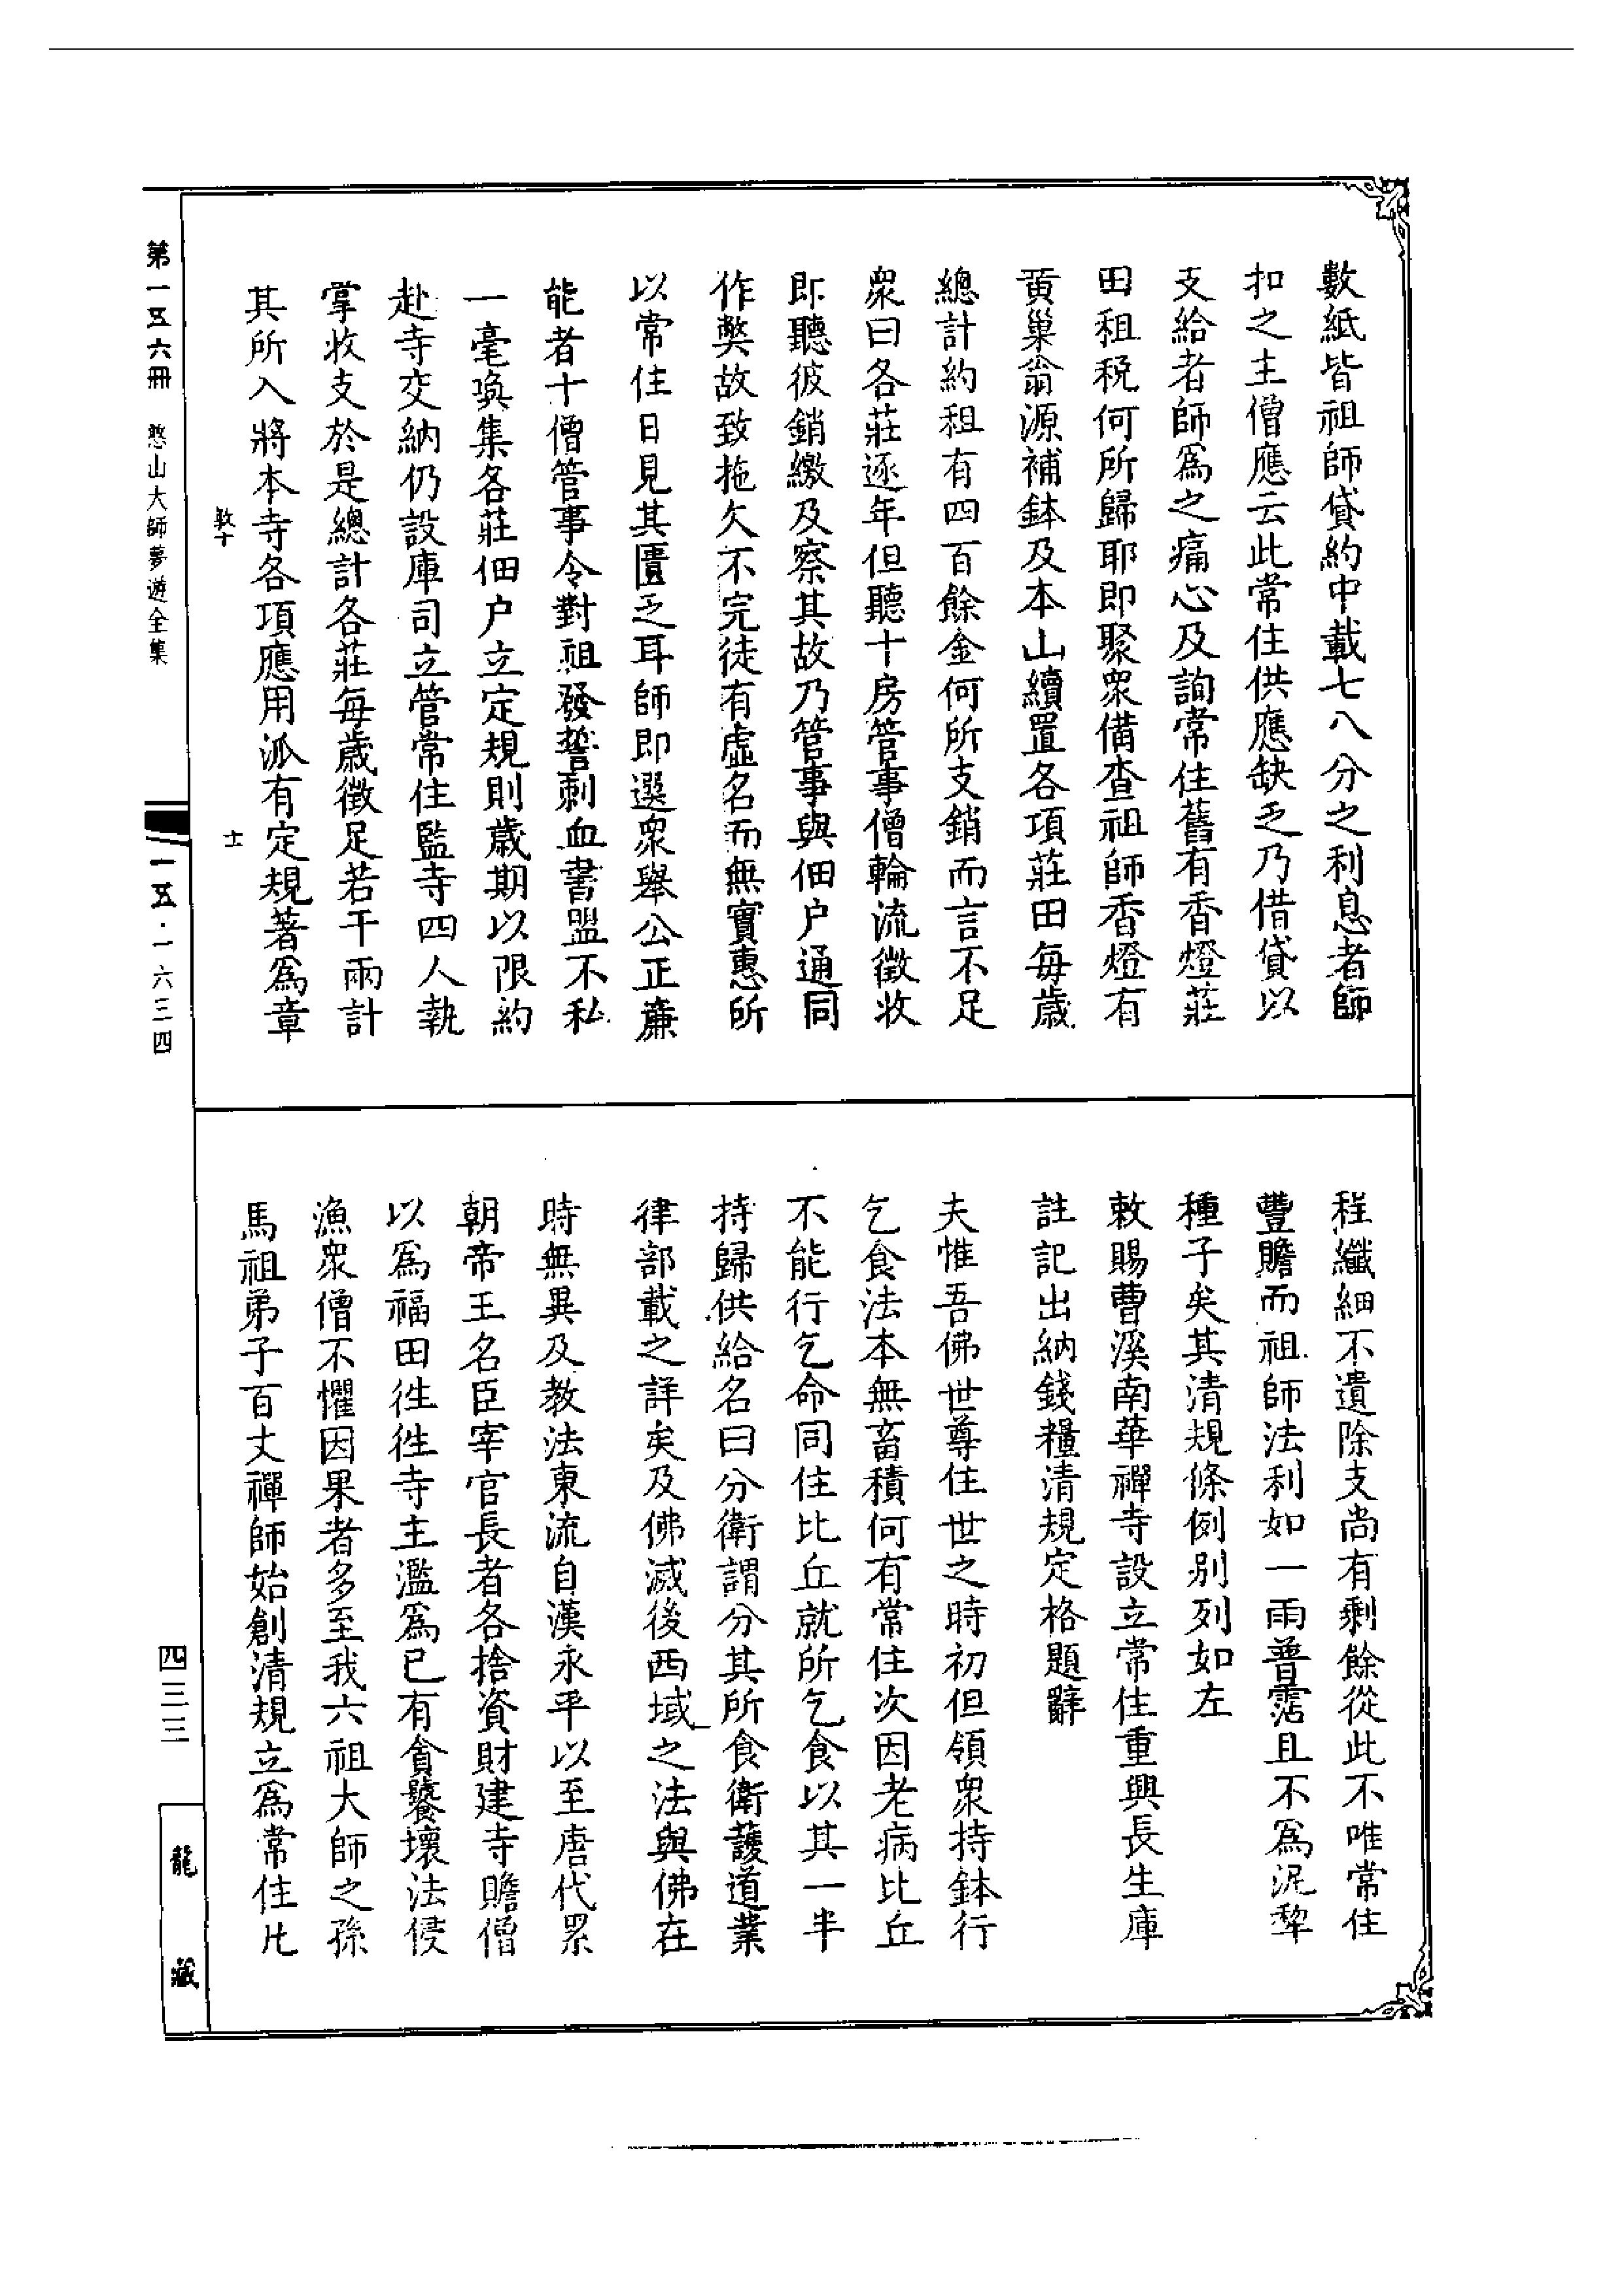 數紙皆祖師貸約中載七八分之利息者師
扣之主僧應云此常住供應缺乏乃借貸以
支給者師爲之痛心及詢常住舊有香燈莊
田租税何所歸耶即聚衆備查祖師香燈有
黄巢翁源補鉢及本山續置各項莊田每歲
總計約租有四百餘金何所支銷而言不足
衆曰各莊逐年但聽十房管事僧輪流徵收
即聽彼銷繳及察其故乃管事與佃户通同
作弊故致拖欠不完徒有虛名而無實惠所
以常住日見其匱乏耳師即選衆舉公正廉
能者十僧管事令對祖發誓刺血書盟不私
一毫喚集各莊佃户立定規則歲期以限約
赴寺交納仍設庫司立管常住監寺四人執
掌收支於是總計各莊每歲徵足若干兩計
其所入將本寺各項應用派有定規著爲章
程纖細不遺除支尚有剩餘從此不唯常住
豐贍而祖師法利如一雨普霑且不爲泥犂
種子矣其清規條例别列如左
敕賜曹溪南華禪寺設立常住重興長生庫
註記出納錢糧清規定格題辭
夫惟吾佛世尊住世之時初但領衆持鉢行
乞食法本無畜積何有常住次因老病比丘
不能行乞命同住比丘就所乞食以其一半
持歸供給名曰分衛謂分其所食衛護道業
律部載之詳矣及佛滅後西域之法與佛在
時無異及教法東流自漢永平以至唐代累
朝帝王名臣宰官長者各捨資財建寺贍僧
以爲福田徃徃寺主濫爲已有貪饕壞法侵
漁衆僧不懼因果者多至我六祖大師之孫
馬祖弟子百丈禪師始創清規立爲常住凡
第一五六冊 憨山大師夢遊全集
一五·一六三四
四三三
龍藏